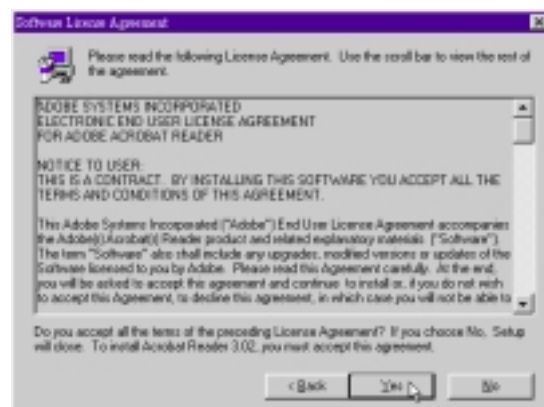 Software License Agreement
Please read the following License Agreement. Use the scroll bar to view the rest of
the agreement.
ADOBE SYSTEMS INCORPORATED
ELECTRONIC END USER LICENSE AGREEMENT
FOR ADOBE ACROBAT READER
NOTICE TO USER:
THIS IS A CONTRACT. BY INSTALLING THIS SOFTWARE YOU ACCEPT ALL THE
TERMS AND CONDITIONS OF THIS AGREEMENT.
This Adobe Systems Incorporated ("Adobe") End User License Agreement accompanies
the Adobe(r) Acrobat(r) Reader product and related explanatory materials ("Software").
The term "Software" also shall include any upgrades, modified versions or updates of the
Software licensed to you by Adobe. Please read this Agreement carefully. At the end,
you will be asked to accept this agreement and continue to install or, if you do not wish
to accept this Agreement, to decline this agreement, in which case you will not be able to
Do you accept all the terms of the preceding License Agreement? If you choose No, Setup
will close. To install Acrobat Reader 3.02, you must accept this agreement.
< Back Yes No